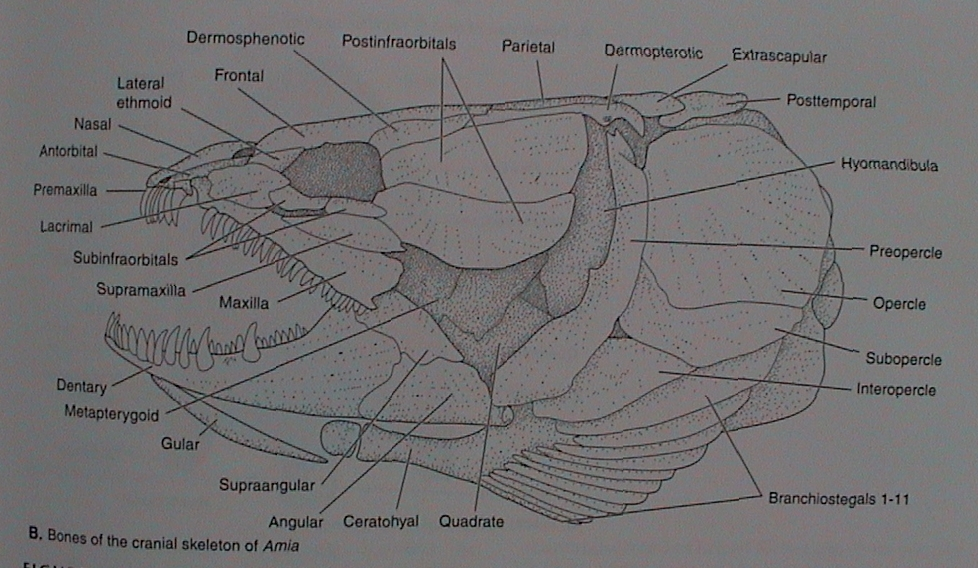 Dermosphenotic
Postinfraorbitals
Parietal
Dermopterotic
Extrascapular
Lateral
ethmoid
Frontal
Posttemporal
Nasal
Antorbital
Hyomandibula
Premaxilla
Lacrimal
Preopercle
Subinfraorbitals
Supramaxilla
Maxilla
Opercle
Subopercle
Dentary
Interopercle
Metapterygoid
Gular
Supraangular
Branchiostegals 1-11
Angular
Ceratohyal
Quadrate
B. Bones of the cranial skeleton of Amia